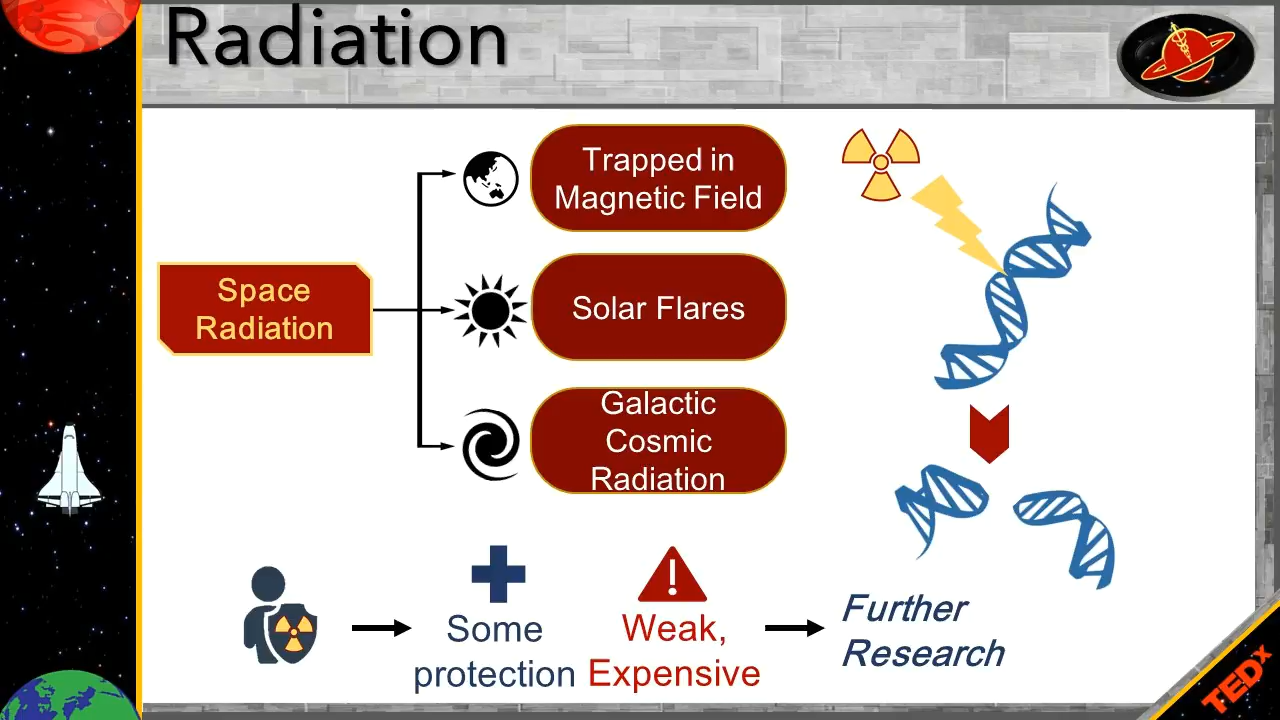 Radiation
Space
Radiation
Trapped in
Magnetic Field
Solar Flares
Galactic
Cosmic
Radiation
Some
protection
Weak,
Expensive
Further
Research
TEDx